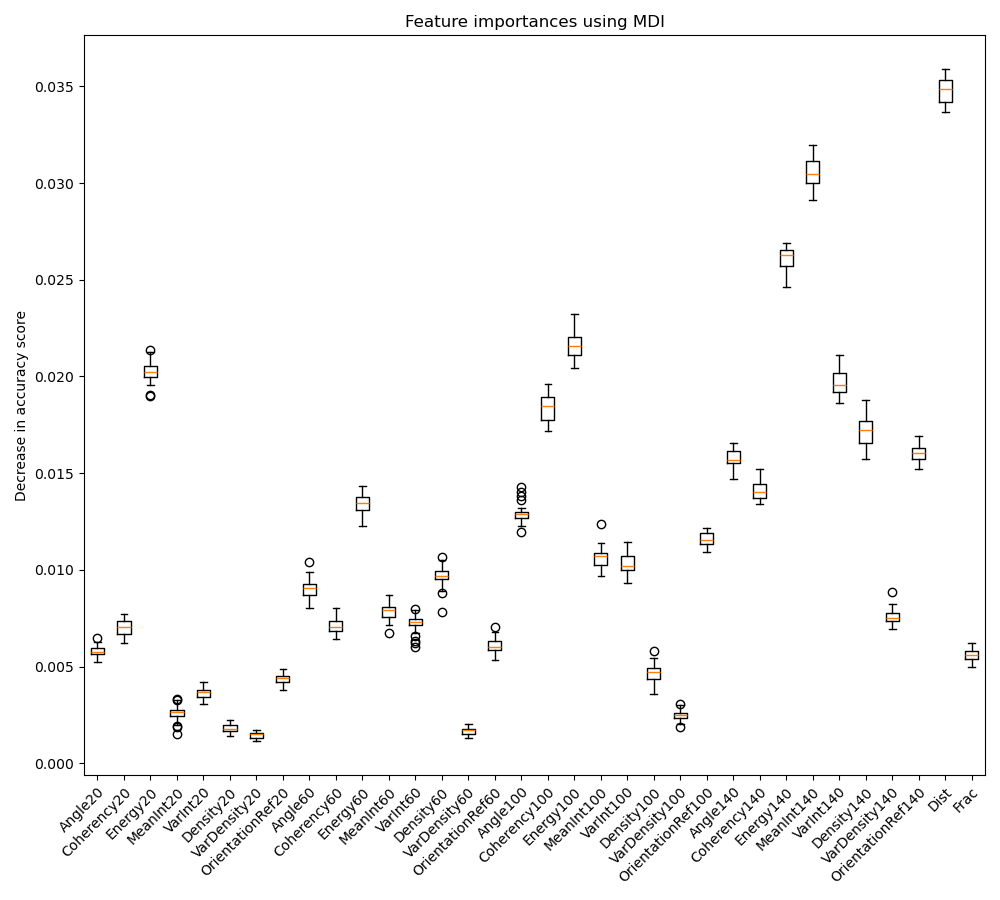 Feature importances using MDI
Decrease in accuracy score
0.035
0.030
0.025
0.020
0.015
0.010
0.005
0.000
Angle20
Coherency20
Energy20
MeanInt20
VarInt20
Density20
VarDensity20
OrientationRef20
Angle60
Coherency60
Energy60
MeanInt60
VarInt60
Density60
VarDensity60
OrientationRef60
Angle100
Coherency100
Energy100
MeanInt100
VarInt100
Density100
VarDensity100
OrientationRef100
Angle140
Coherency140
Energy140
MeanInt140
VarInt140
Density140
VarDensity140
OrientationRef140
Dist
Frac